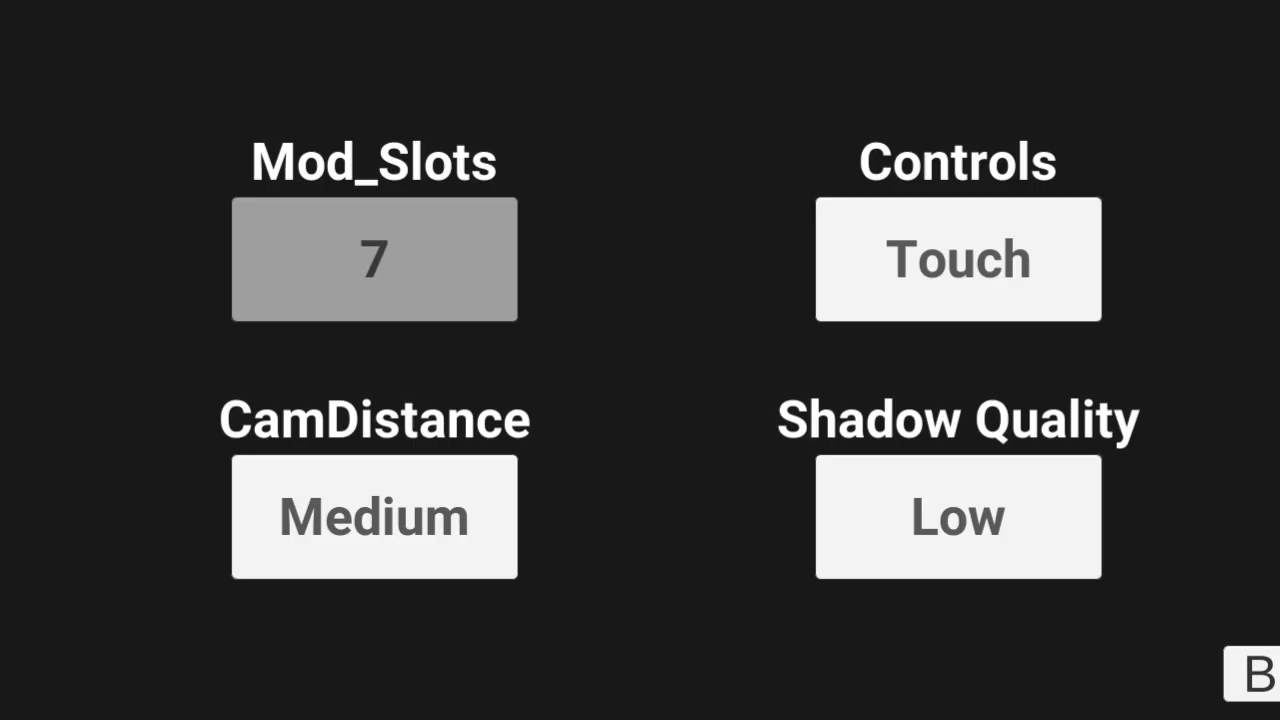 Mod_Slots
7
Controls
Touch
CamDistance
Medium
Shadow Quality
Low
B